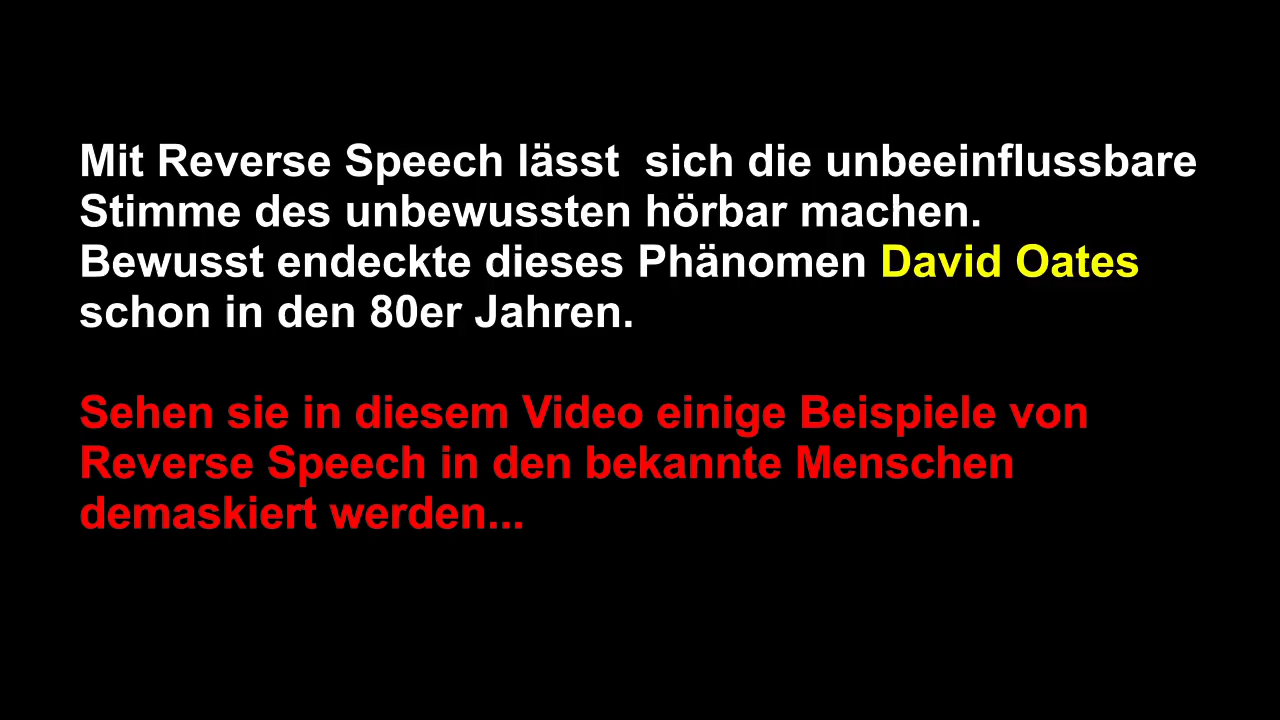 Mit Reverse Speech lässt  sich die unbeeinflussbare
Stimme des unbewussten hörbar machen.
Bewusst endeckte dieses Phänomen David Oates
schon in den 80er Jahren.
Sehen sie in diesem Video einige Beispiele von
Reverse Speech in den bekannte Menschen
demaskiert werden...